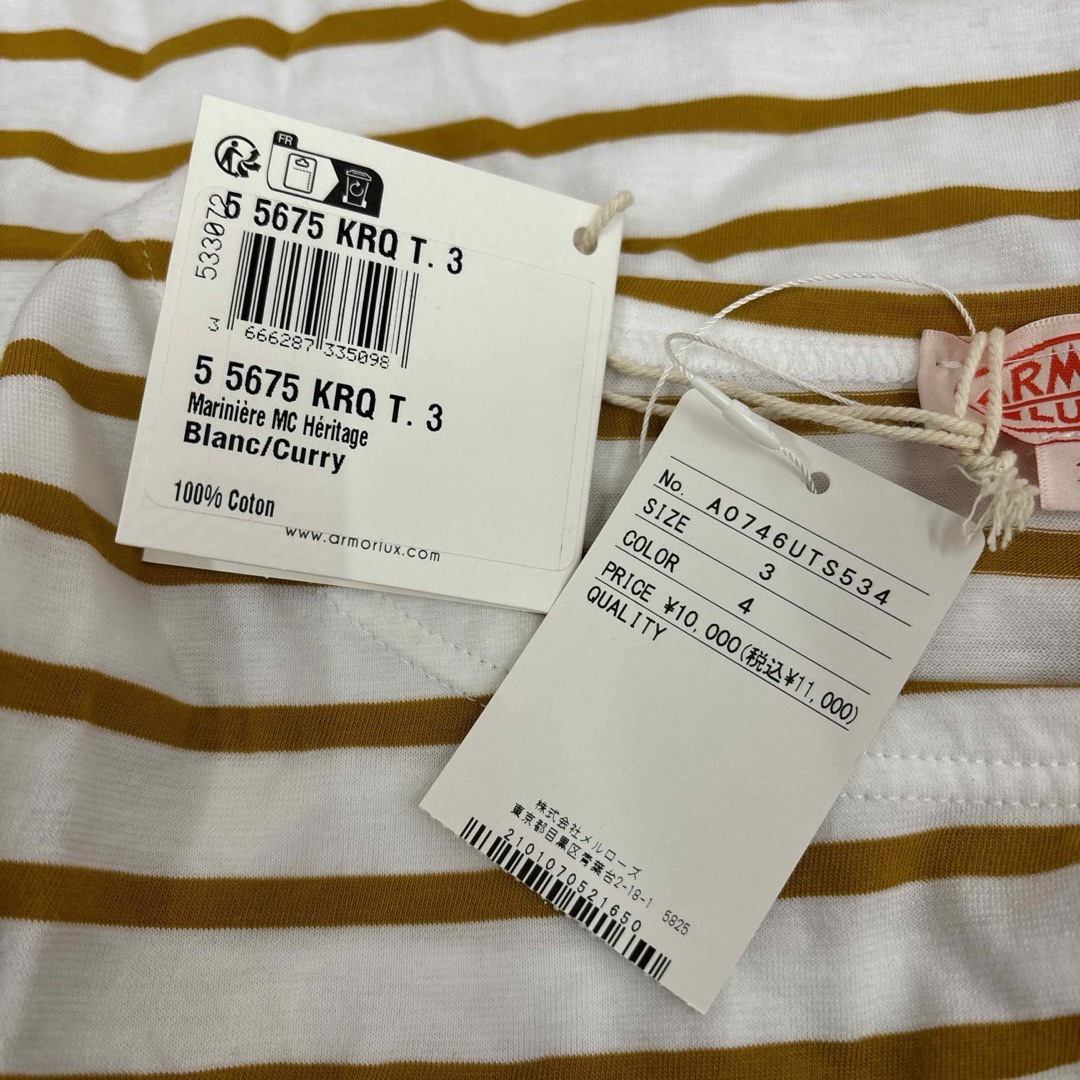 FR
5 5675 KRQ T. 3
533072
3 666287 335098
5 5675 KRQ T. 3
Marinière MC Héritage
Blanc/Curry
100% Coton
www.armorlux.com
No. A0746UTS534
SIZE 3
COLOR 4
PRICE ¥10,000(税込¥11,000)
QUALITY
株式会社メルローズ
東京都目黒区青葉台2-18-1 5825
2101070521650
ARM
LU